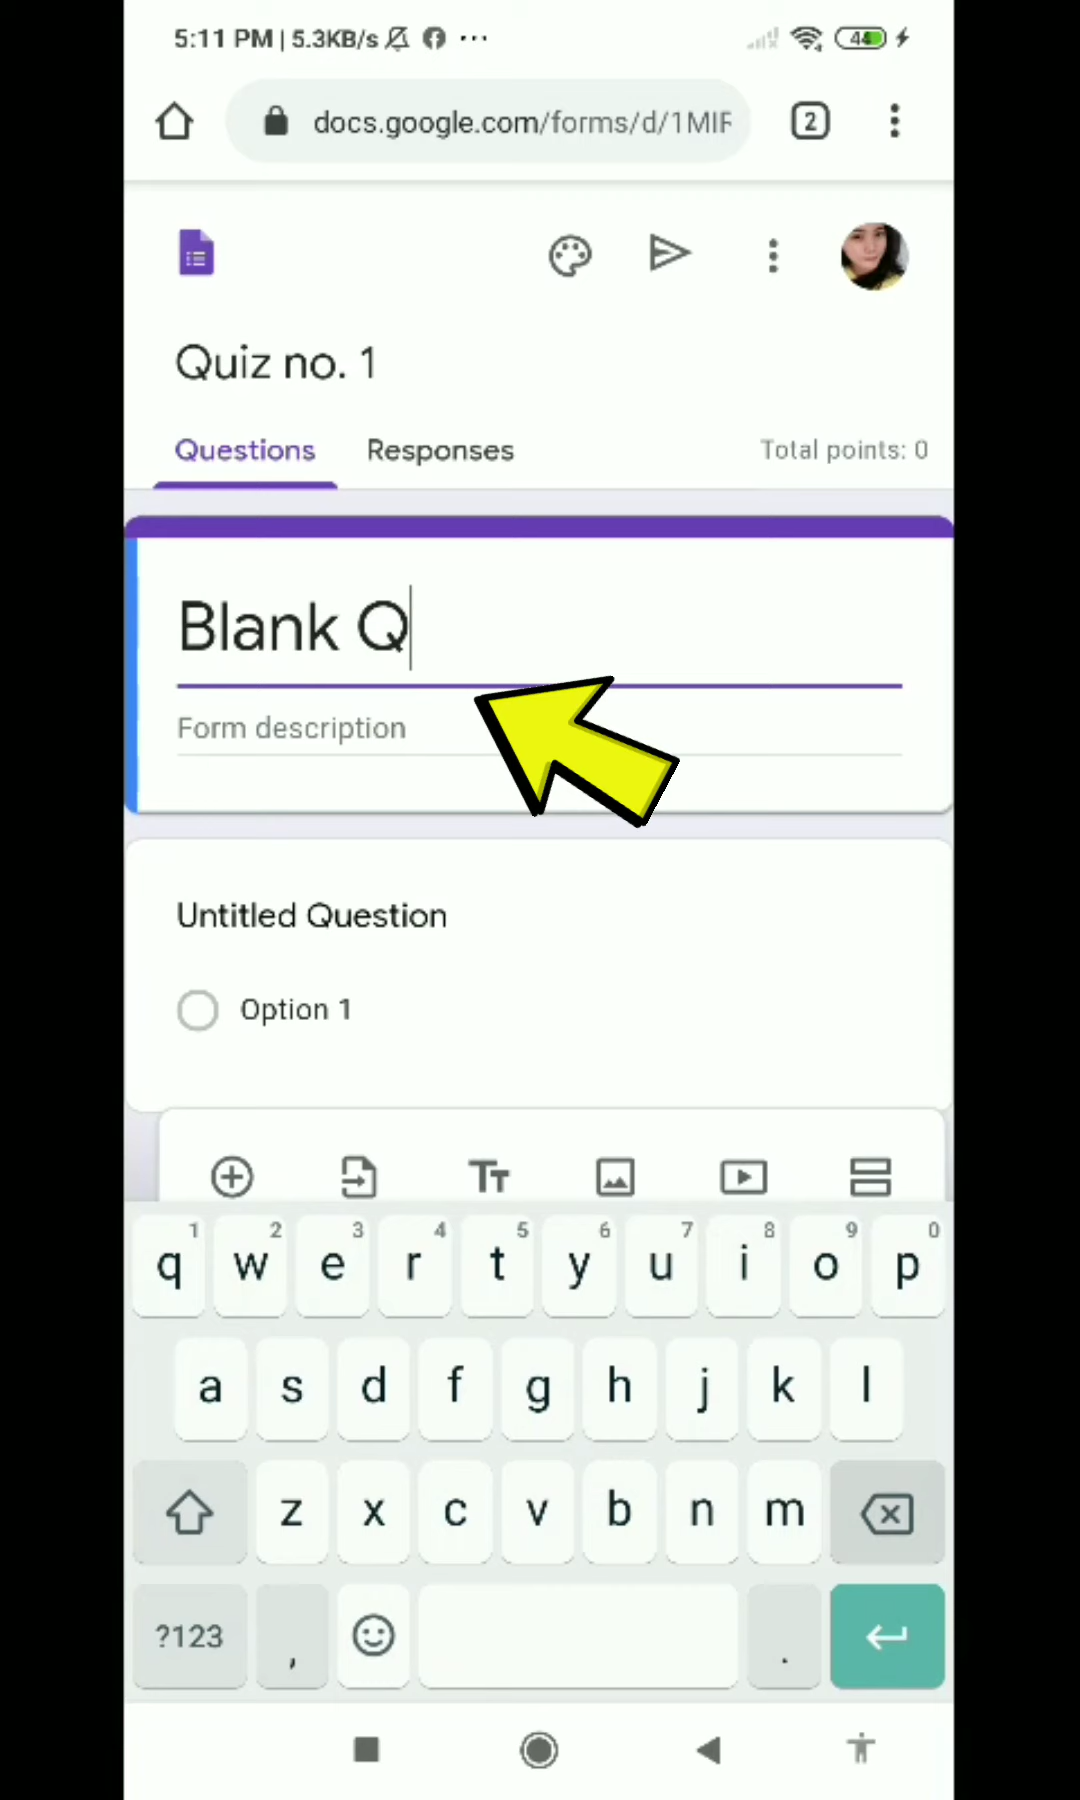 5:11 PM | 5.3KB/s ...
44
docs.google.com/forms/d/1MIF
2
Quiz no. 1
Questions Responses Total points: 0
Blank Q
Form description
Untitled Question
Option 1
1 2 3 4 5 6 7 8 9 0
q w e r t y u i o p
a s d f g h j k l
z x c v b n m
?123 , .